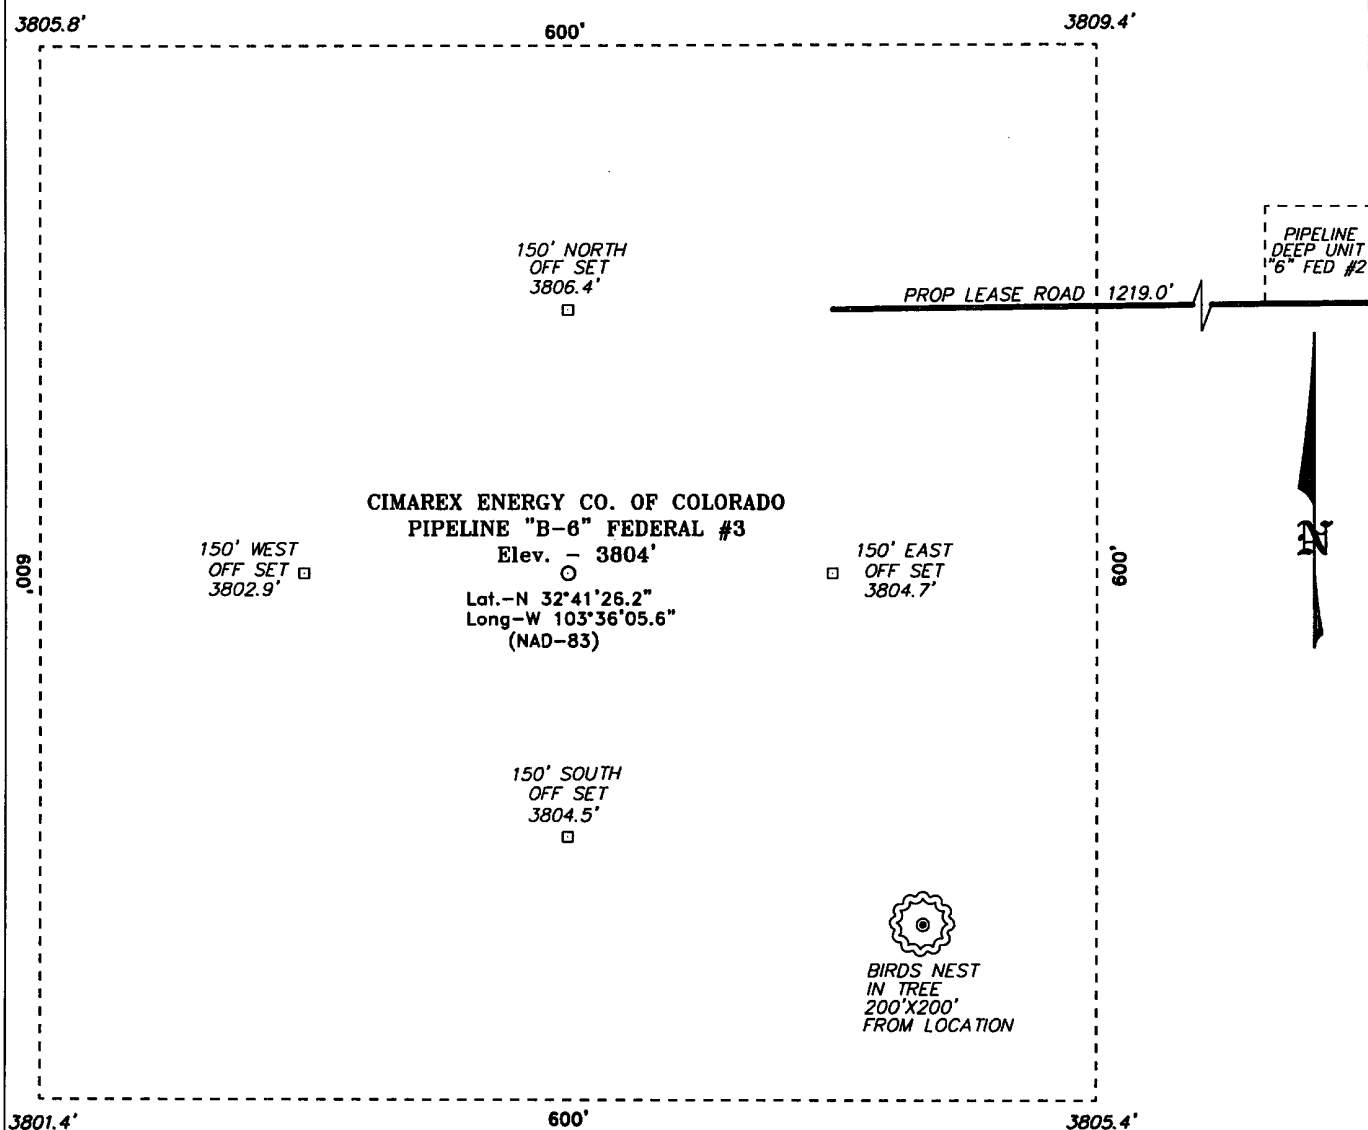 3805.8'
600'
3809.4'
150' NORTH
OFF SET
3806.4'
PIPELINE
DEEP UNIT
"6" FED #2
PROP LEASE ROAD 1219.0'
CIMAREX ENERGY CO. OF COLORADO
PIPELINE "B-6" FEDERAL #3
Elev. - 3804'
Lat.-N 32°41'26.2"
Long-W 103°36'05.6"
(NAD-83)
600'
150' WEST
OFF SET
3802.9'
150' EAST
OFF SET
3804.7'
600'
N
150' SOUTH
OFF SET
3804.5'
BIRDS NEST
IN TREE
200'X200'
FROM LOCATION
3801.4'
600'
3805.4'